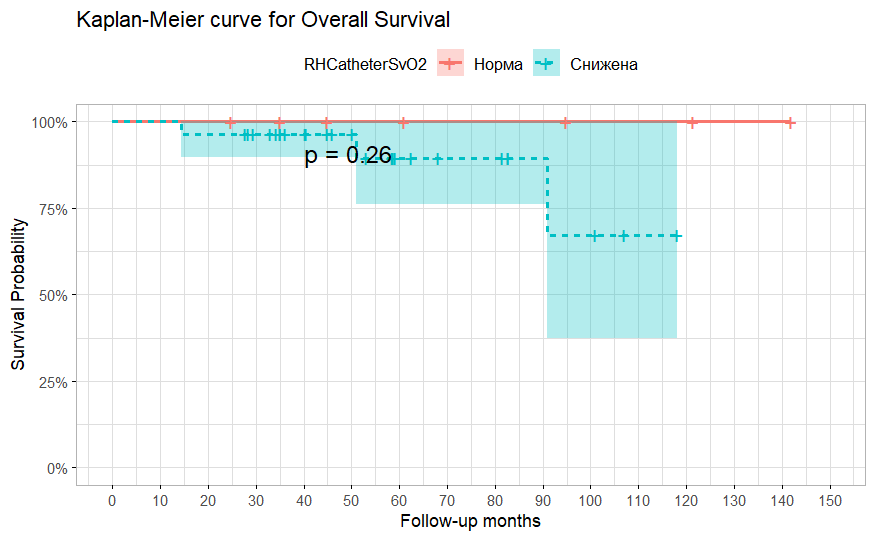 Kaplan-Meier curve for Overall Survival
RHCatheterSvO2 Норма Снижена
100%
p = 0.26
75%
50%
25%
0%
Survival Probability
0 10 20 30 40 50 60 70 80 90 100 110 120 130 140 150
Follow-up months